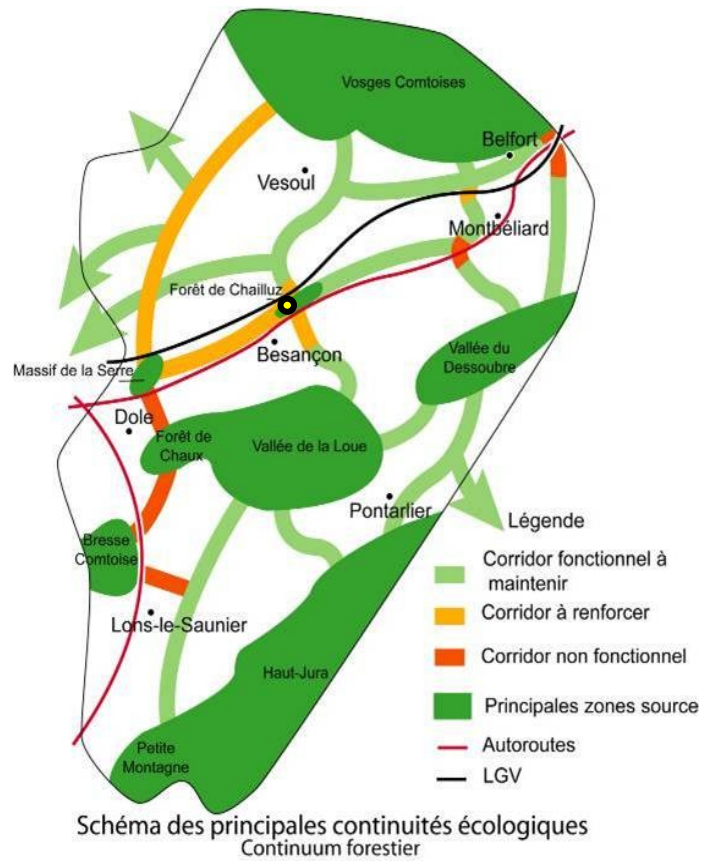 Vosges Comtoises
Belfort
Vesoul
Montbéliard
Forêt de Chailluz
Besançon
Vallée du
Dessoubre
Massif de la Serre
Dole
Forêt de
Chaux
Vallée de la Loue
Pontarlier
Bresse
Comtoise
Lons-le-Saunier
Haut-Jura
Petite
Montagne
Légende
Corridor fonctionnel à
maintenir
Corridor à renforcer
Corridor non fonctionnel
Principales zones source
Autoroutes
LGV
Schéma des principales continuités écologiques
Continuum forestier